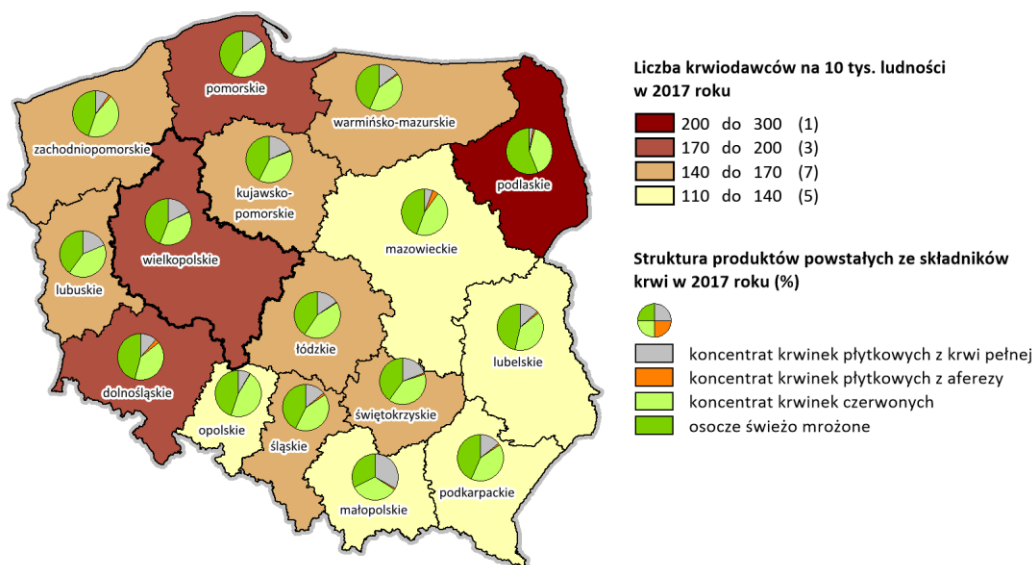 pomorskie
warmińsko-mazurskie
zachodniopomorskie
podlaskie
kujawsko-
pomorskie
mazowieckie
wielkopolskie
lubuskie
łódzkie
lubelskie
dolnośląskie
opolskie
śląskie
świętokrzyskie
małopolskie
podkarpackie
Liczba krwiodawców na 10 tys. ludności
w 2017 roku
200 do 300 (1)
170 do 200 (3)
140 do 170 (7)
110 do 140 (5)
Struktura produktów powstałych ze składników
krwi w 2017 roku (%)
koncentrat krwinek płytkowych z krwi pełnej
koncentrat krwinek płytkowych z aferezy
koncentrat krwinek czerwonych
osocze świeżo mrożone